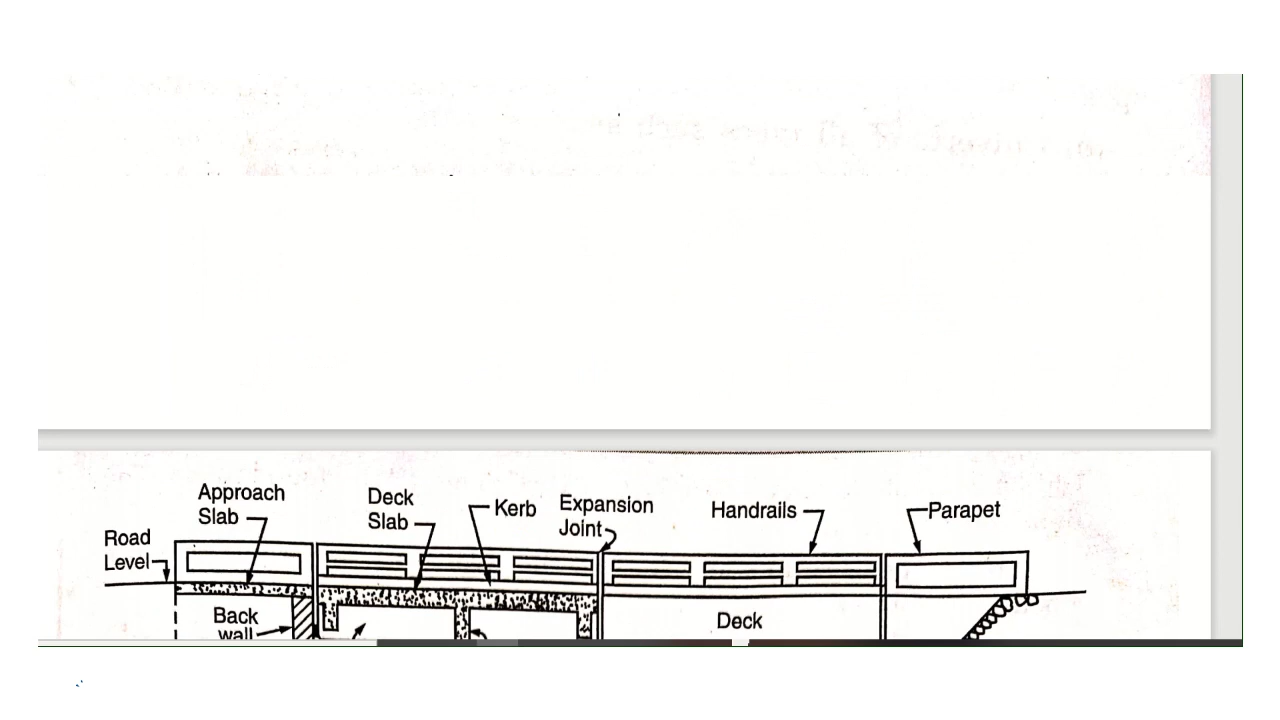 Approach
Slab
Deck
Slab
Kerb
Expansion
Joint
Handrails
Parapet
Road
Level
Back
wall
Deck